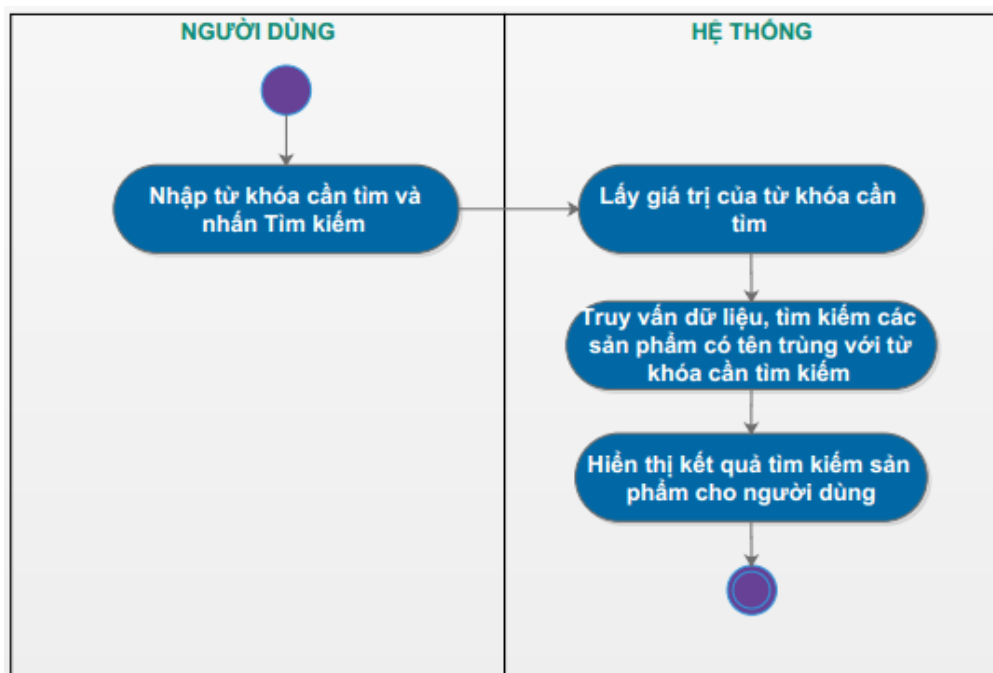 NGƯỜI DÙNG
HỆ THỐNG
Nhập từ khóa cần tìm và
nhấn Tìm kiếm
Lấy giá trị của từ khóa cần
tìm
Truy vấn dữ liệu, tìm kiếm các
sản phẩm có tên trùng với từ
khóa cần tìm kiếm
Hiển thị kết quả tìm kiếm sản
phẩm cho người dùng